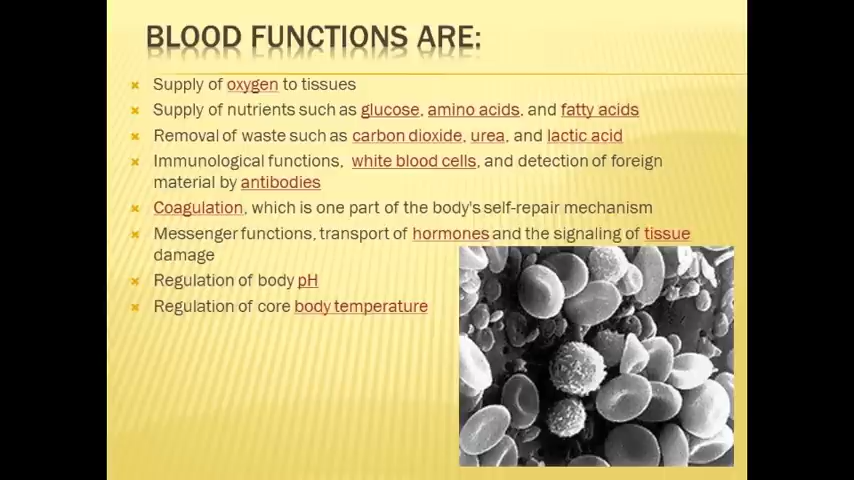 BLOOD FUNCTIONS ARE:
Supply of oxygen to tissues
Supply of nutrients such as glucose, amino acids, and fatty acids
Removal of waste such as carbon dioxide, urea, and lactic acid
Immunological functions, white blood cells, and detection of foreign
material by antibodies
Coagulation, which is one part of the body's self-repair mechanism
Messenger functions, transport of hormones and the signaling of tissue
damage
Regulation of body pH
Regulation of core body temperature